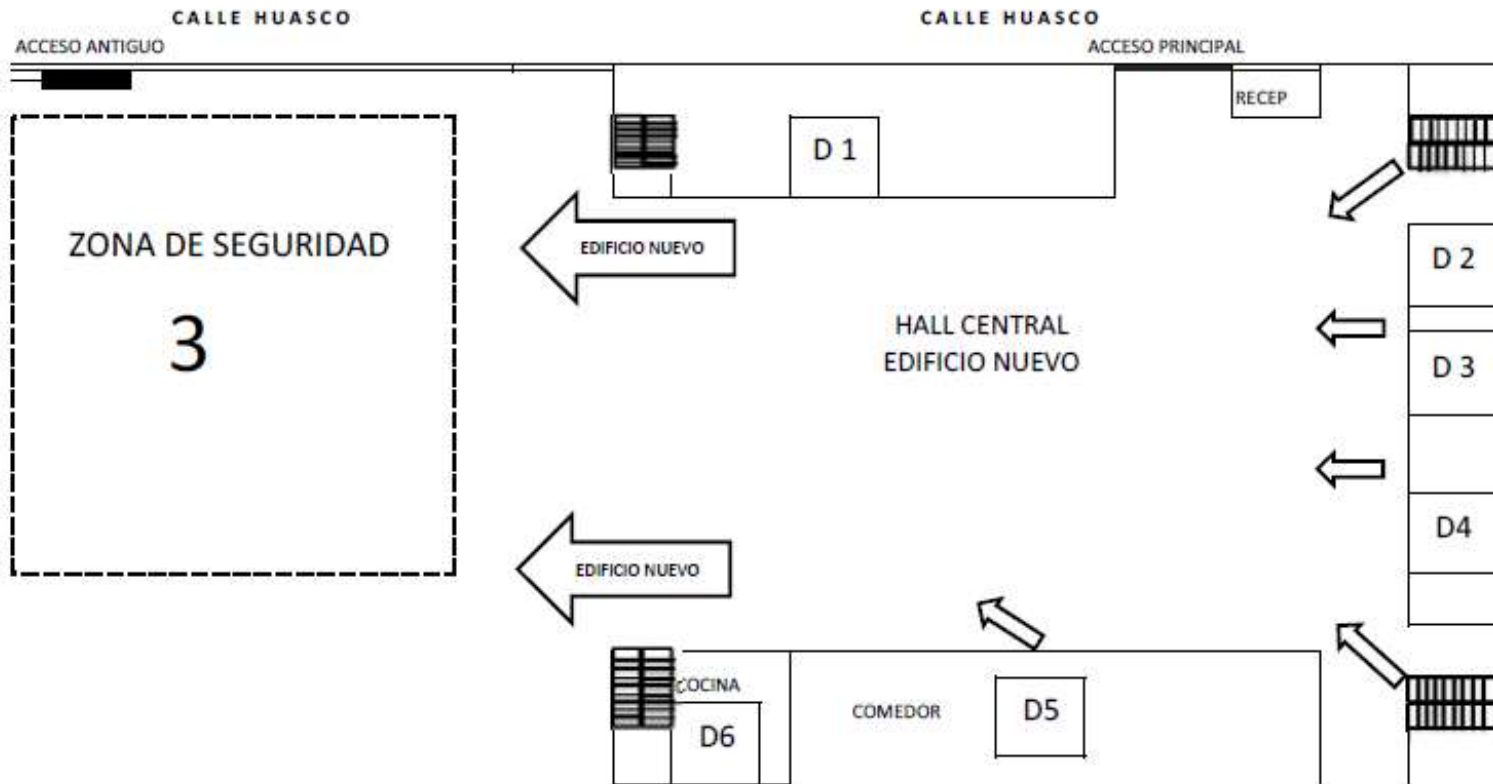 CALLE HUASCO
CALLE HUASCO
ACCESO ANTIGUO
ACCESO PRINCIPAL
RECEP
D 1
ZONA DE SEGURIDAD
3
EDIFICIO NUEVO
HALL CENTRAL
EDIFICIO NUEVO
D 2
D 3
D4
EDIFICIO NUEVO
COCINA
D6
COMEDOR
D5